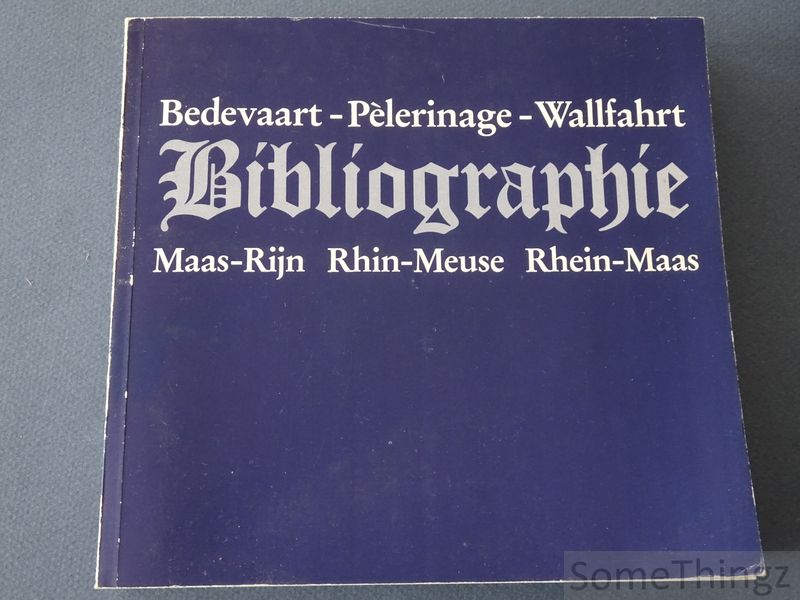 Bedevaart - Pèlerinage - Wallfahrt
Bibliographie
Maas-Rijn Rhin-Meuse Rhein-Maas
SomeThingz